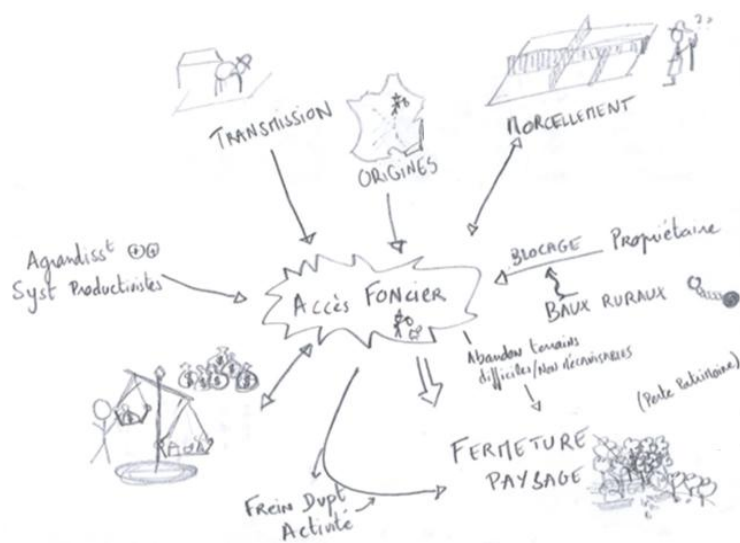 TRANSMISSION
ORIGINES
MORCELLEMENT
??
Agrandisst ++
Syst Productivistes
ACCÈS FONCIER
BLOCAGE
Propriétaire
BAUX RURAUX
Abandon terrains
difficiles/Non mécanisables
(Perte Patrimoine)
FERMETURE
PAYSAGE
Frein Dvpt
Activité